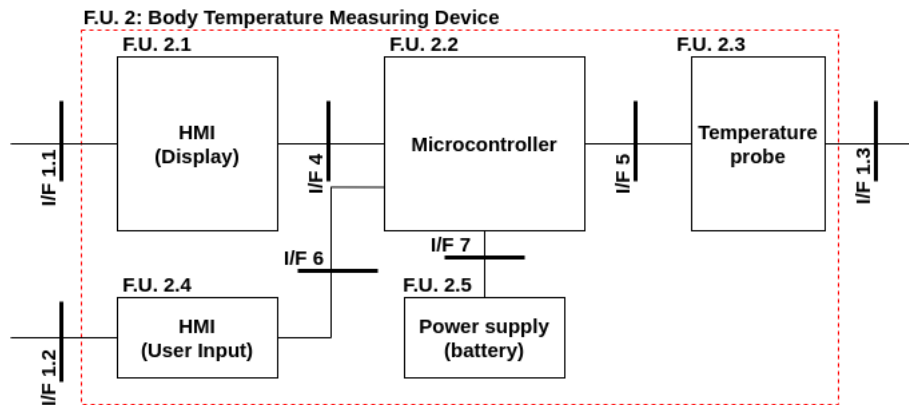 F.U. 2: Body Temperature Measuring Device
F.U. 2.1
F.U. 2.2
F.U. 2.3
HMI
(Display)
Microcontroller
Temperature
probe
I/F 1.1
I/F 4
I/F 5
I/F 1.3
I/F 6
I/F 7
F.U. 2.4
F.U. 2.5
HMI
(User Input)
Power supply
(battery)
I/F 1.2